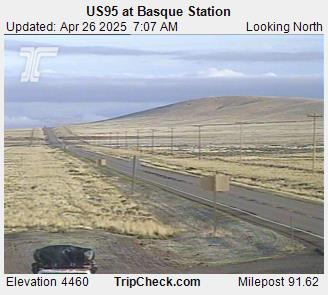 US95 at Basque Station
Updated: Apr 26 2025 7:07 AM Looking North
Elevation 4460 TripCheck.com Milepost 91.62